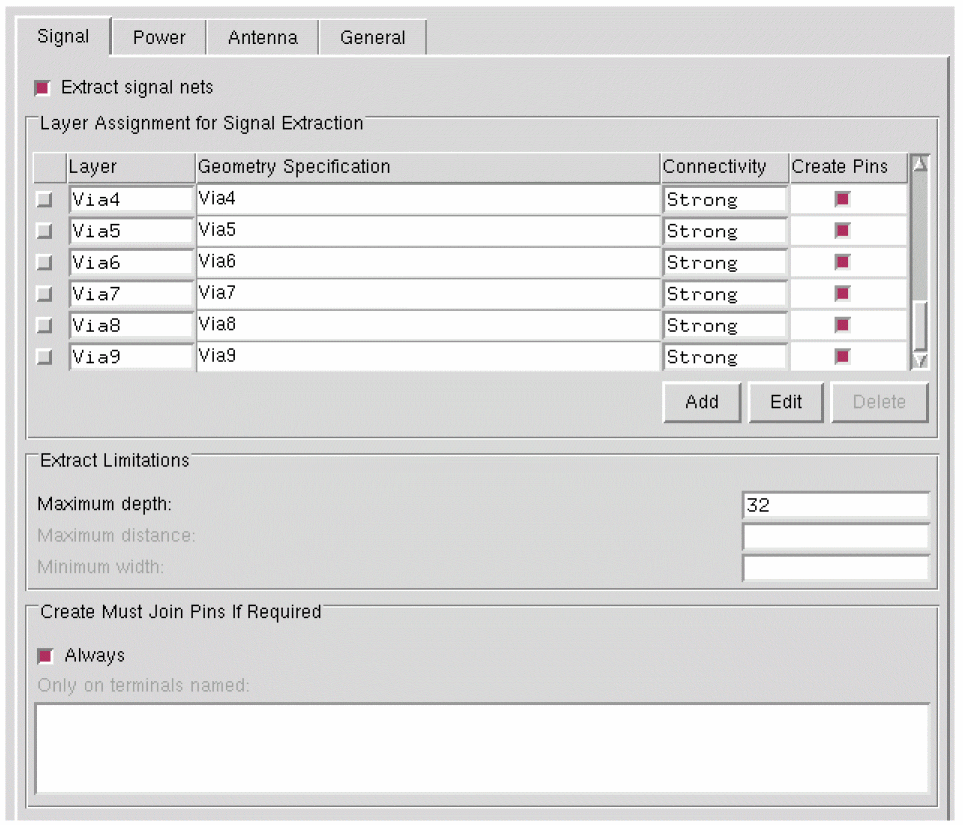 Signal Power Antenna General
Extract signal nets
Layer Assignment for Signal Extraction
Layer Geometry Specification Connectivity Create Pins
Via4 Via4 Strong
Via5 Via5 Strong
Via6 Via6 Strong
Via7 Via7 Strong
Via8 Via8 Strong
Via9 Via9 Strong
Add Edit Delete
Extract Limitations
Maximum depth: 32
Maximum distance:
Minimum width:
Create Must Join Pins If Required
Always
Only on terminals named: